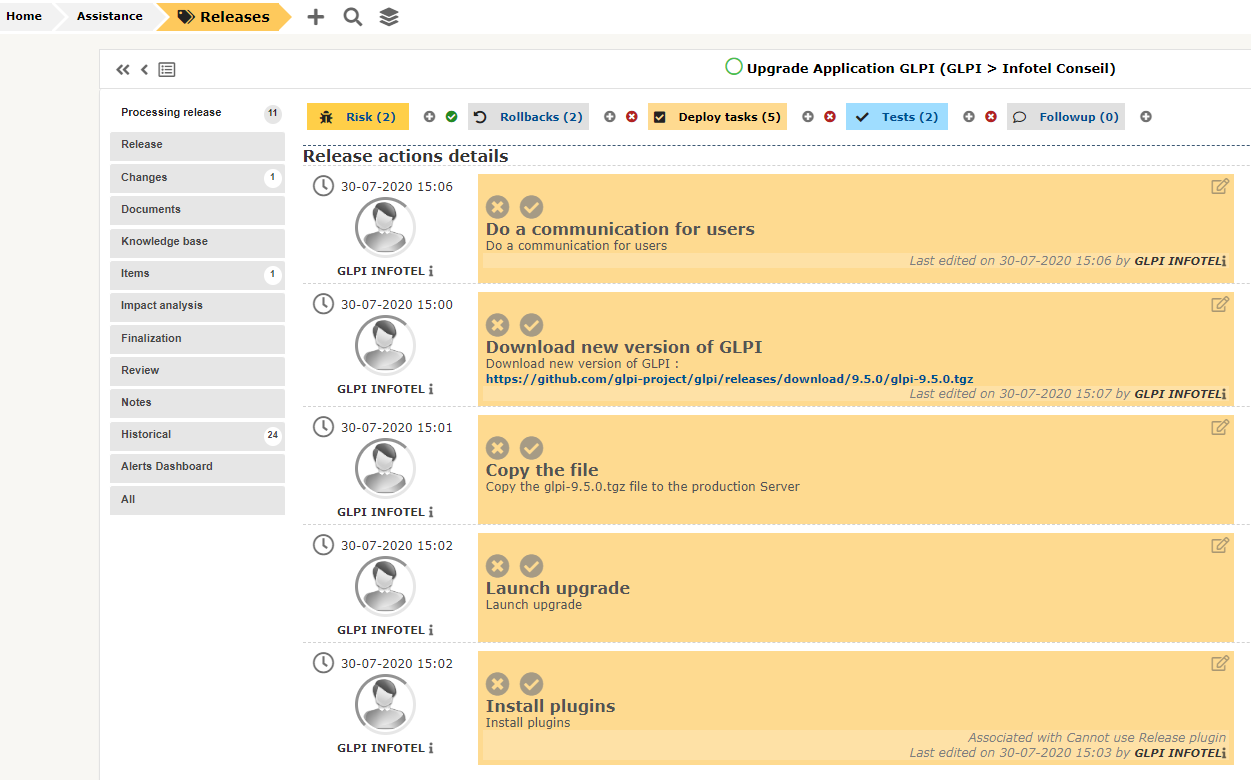 Home
Assistance
Releases
Upgrade Application GLPI (GLPI > Infotel Conseil)
Processing release 11
Release
Changes 1
Documents
Knowledge base
Items 1
Impact analysis
Finalization
Review
Notes
Historical 24
Alerts Dashboard
All
Risk (2)
Rollbacks (2)
Deploy tasks (5)
Tests (2)
Followup (0)
Release actions details
30-07-2020 15:06
GLPI INFOTEL
Do a communication for users
Do a communication for users
Last edited on 30-07-2020 15:06 by GLPI INFOTEL
30-07-2020 15:00
GLPI INFOTEL
Download new version of GLPI
Download new version of GLPI :
https://github.com/glpi-project/glpi/releases/download/9.5.0/glpi-9.5.0.tgz
Last edited on 30-07-2020 15:07 by GLPI INFOTEL
30-07-2020 15:01
GLPI INFOTEL
Copy the file
Copy the glpi-9.5.0.tgz file to the production Server
30-07-2020 15:02
GLPI INFOTEL
Launch upgrade
Launch upgrade
30-07-2020 15:02
GLPI INFOTEL
Install plugins
Install plugins
Associated with Cannot use Release plugin
Last edited on 30-07-2020 15:03 by GLPI INFOTEL